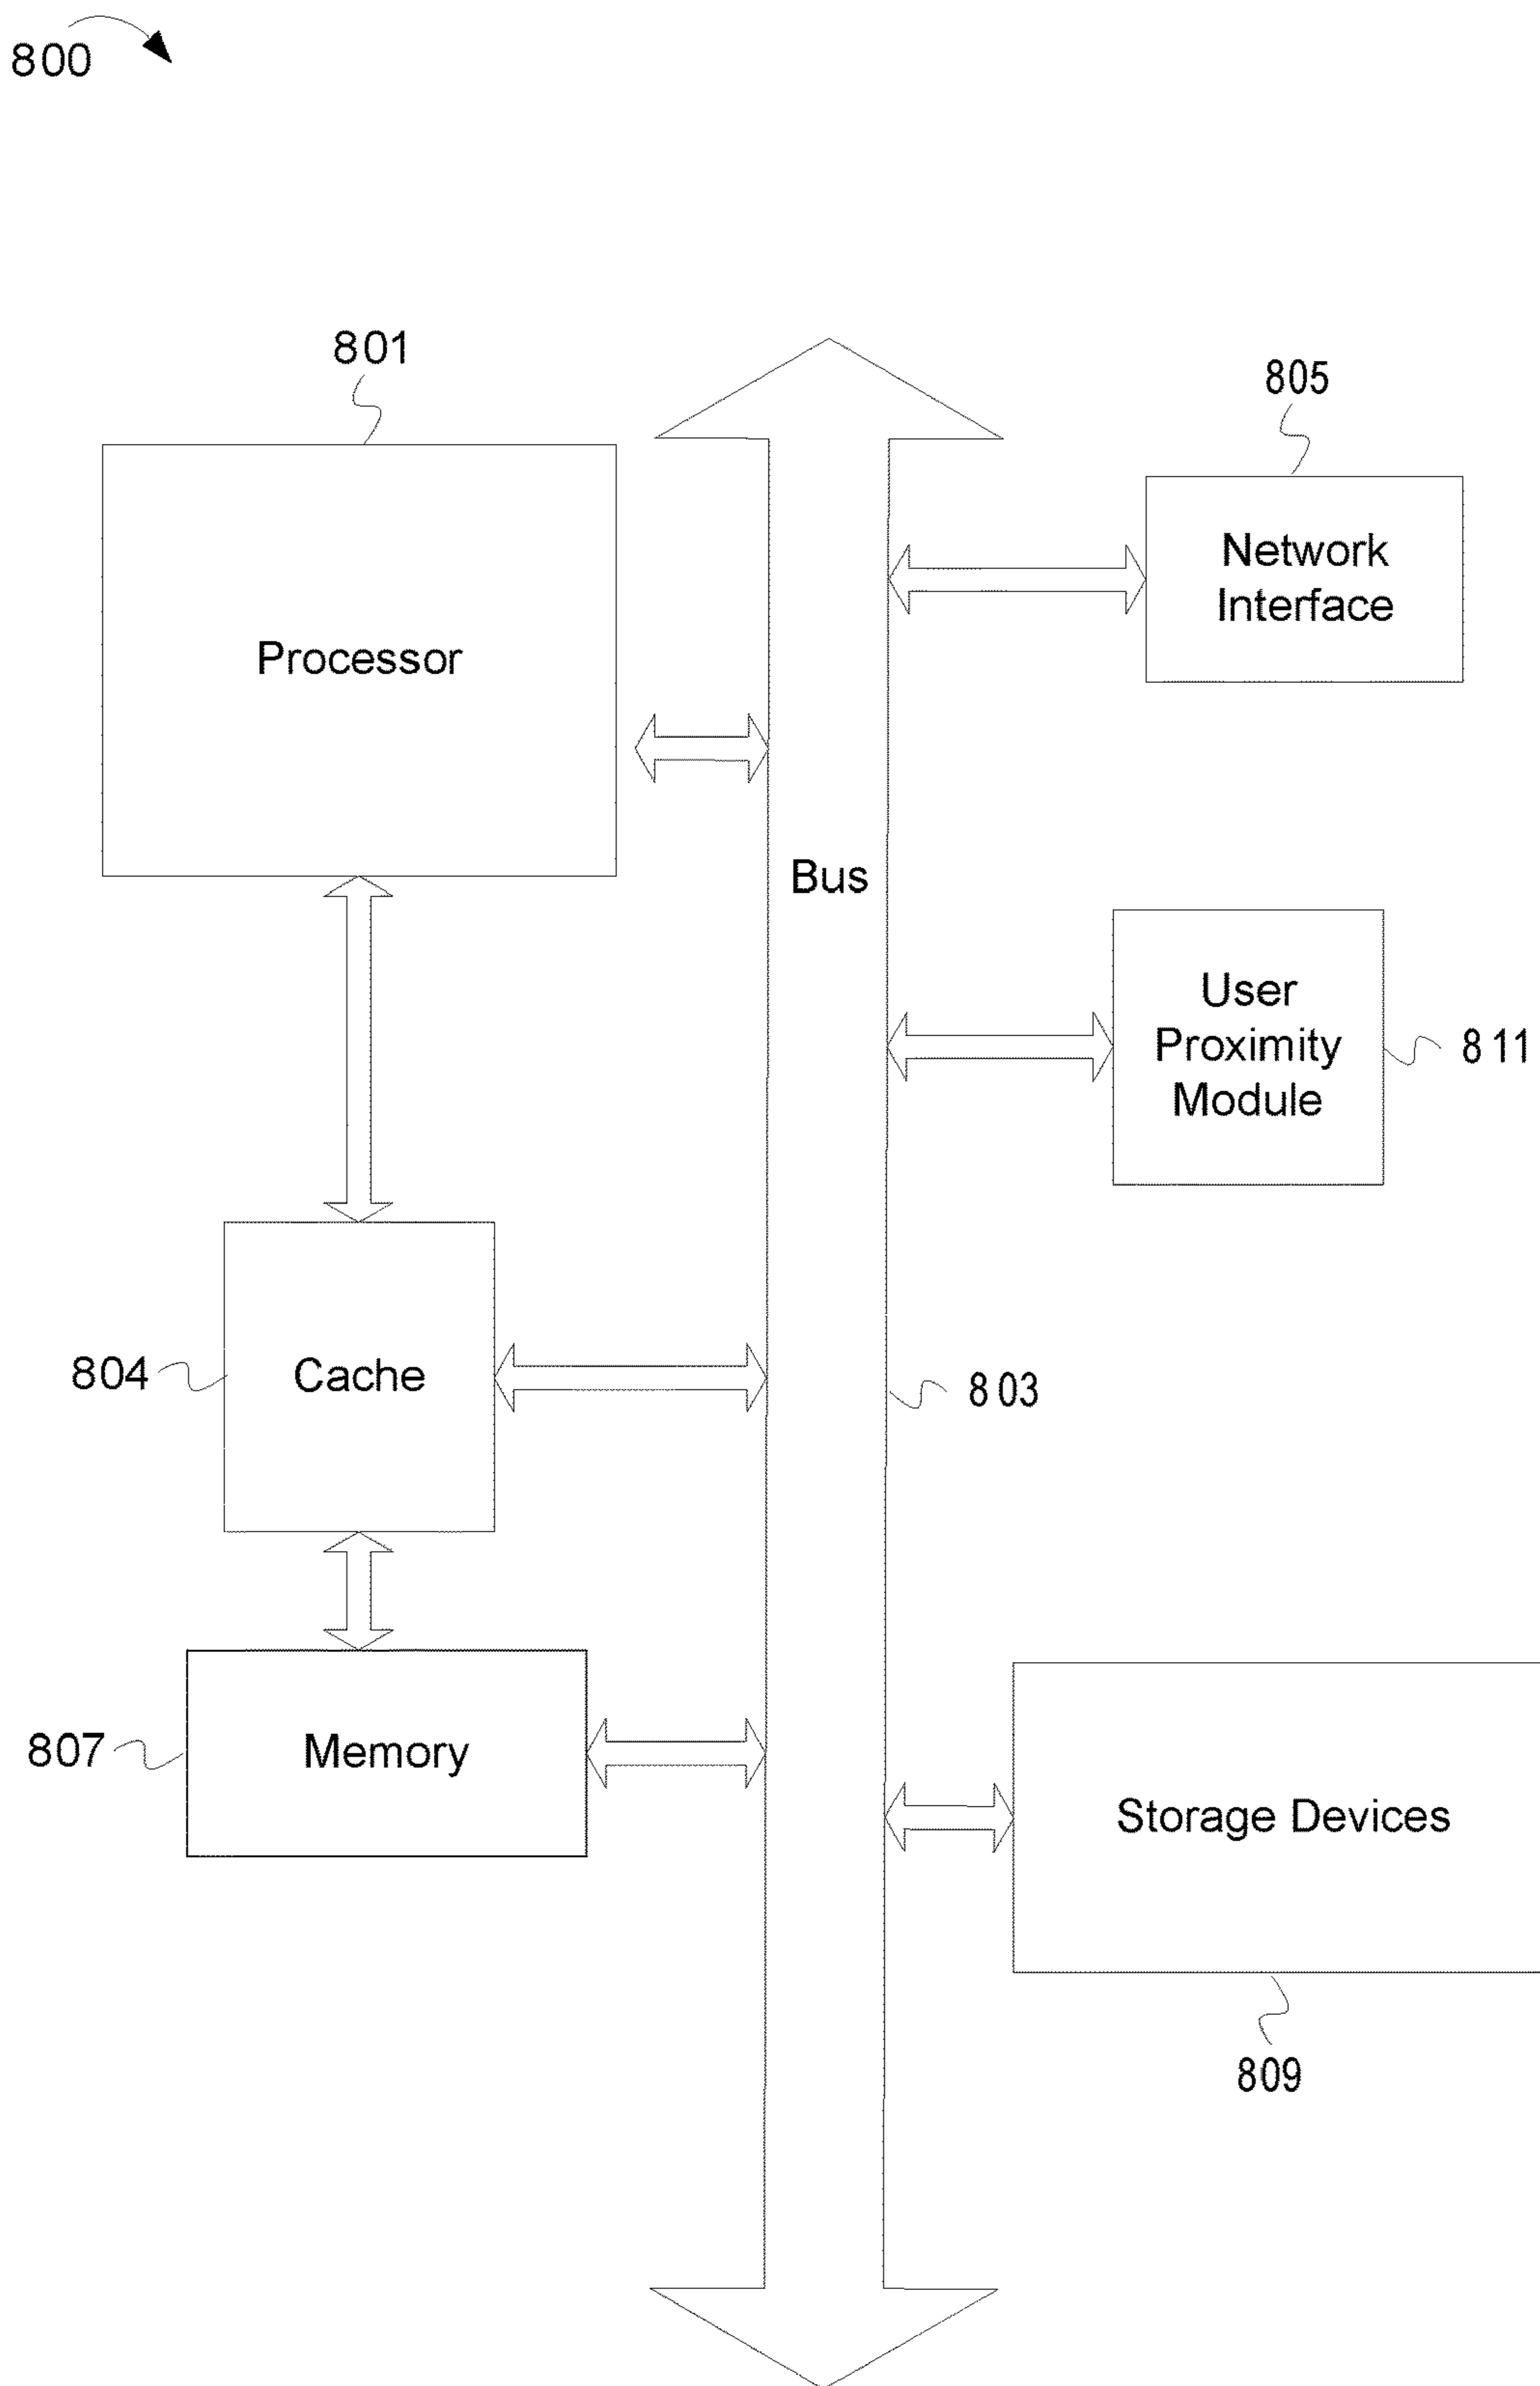 800
801
805
Network
Interface
Processor
Bus
User
Proximity
Module
811
804
Cache
803
807
Memory
Storage Devices
809